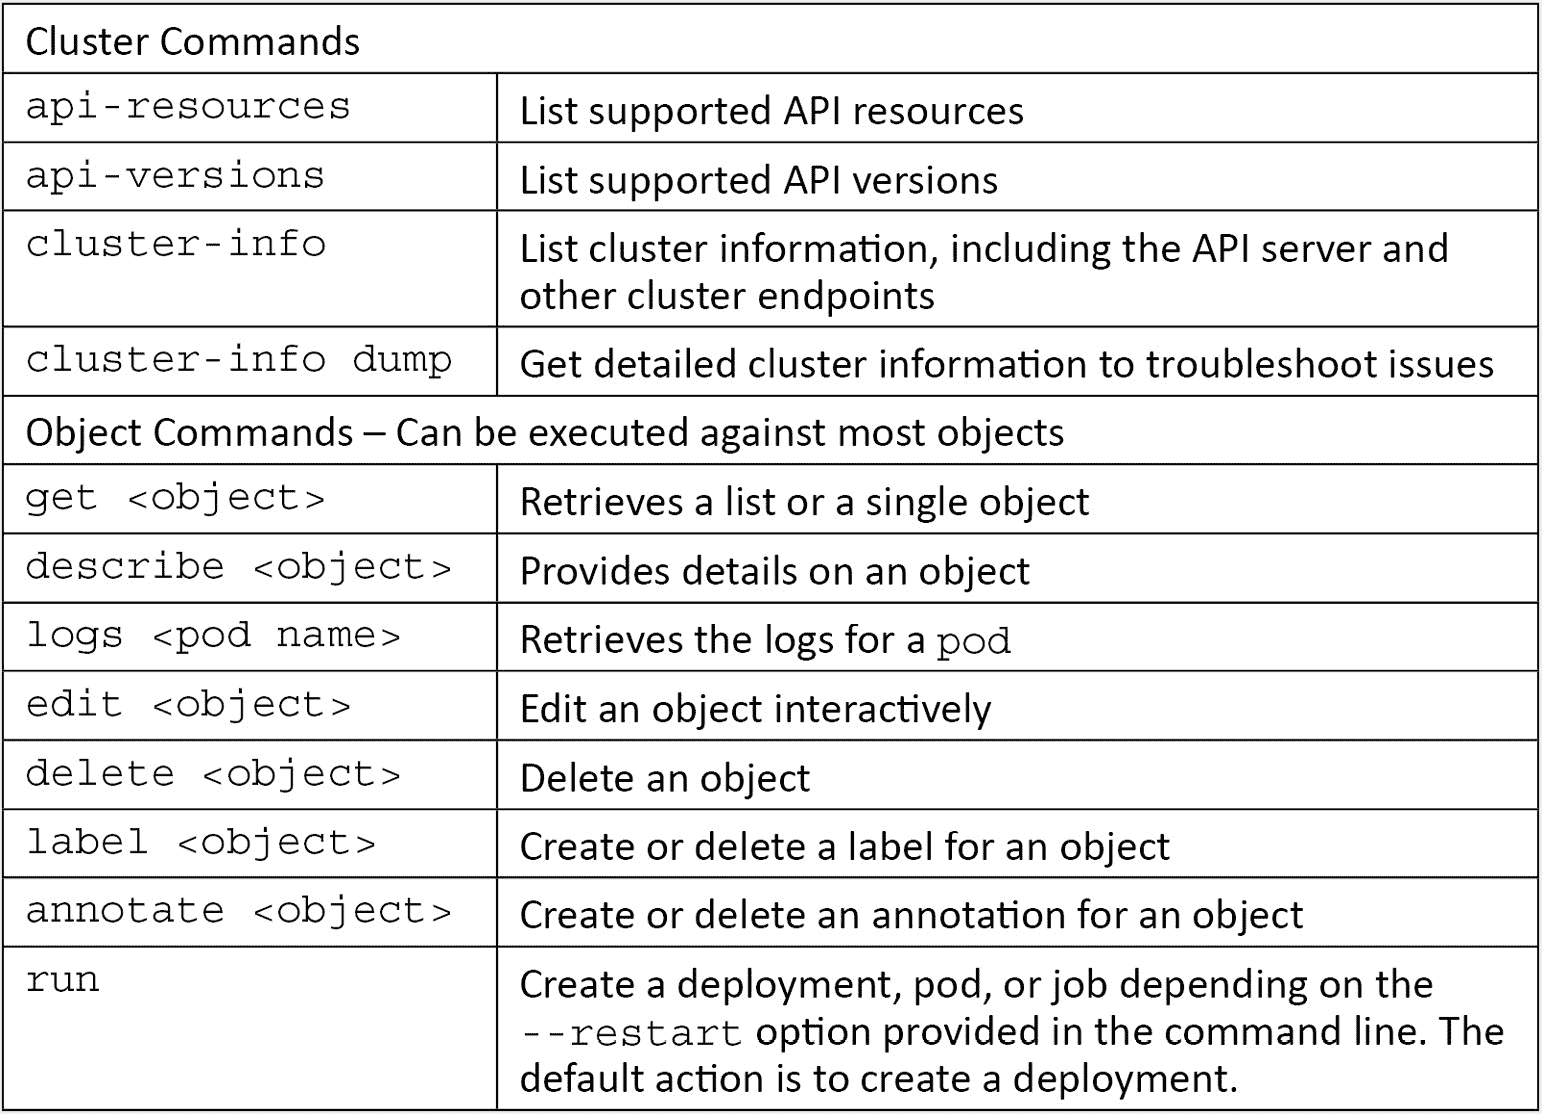 Cluster Commands
api-resources List supported API resources
api-versions List supported API versions
cluster-info List cluster information, including the API server and
other cluster endpoints
cluster-info dump Get detailed cluster information to troubleshoot issues
Object Commands – Can be executed against most objects
get <object> Retrieves a list or a single object
describe <object> Provides details on an object
logs <pod name> Retrieves the logs for a pod
edit <object> Edit an object interactively
delete <object> Delete an object
label <object> Create or delete a label for an object
annotate <object> Create or delete an annotation for an object
run Create a deployment, pod, or job depending on the
--restart option provided in the command line. The
default action is to create a deployment.